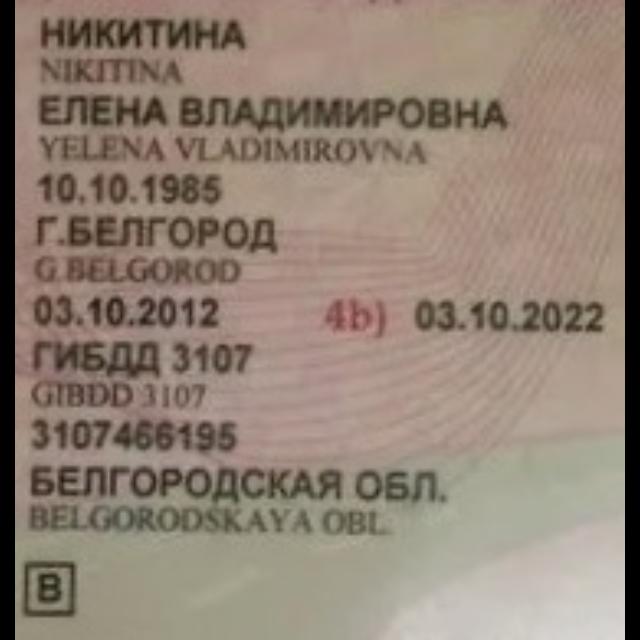 НИКИТИНА
NIKITINA
ЕЛЕНА ВЛАДИМИРОВНА
YELENA VLADIMIROVNA
10.10.1985
Г.БЕЛГОРОД
G.BELGOROD
03.10.2012 4b) 03.10.2022
ГИБДД 3107
GIBDD 3107
3107466195
БЕЛГОРОДСКАЯ ОБЛ.
BELGORODSKAYA OBL.
B